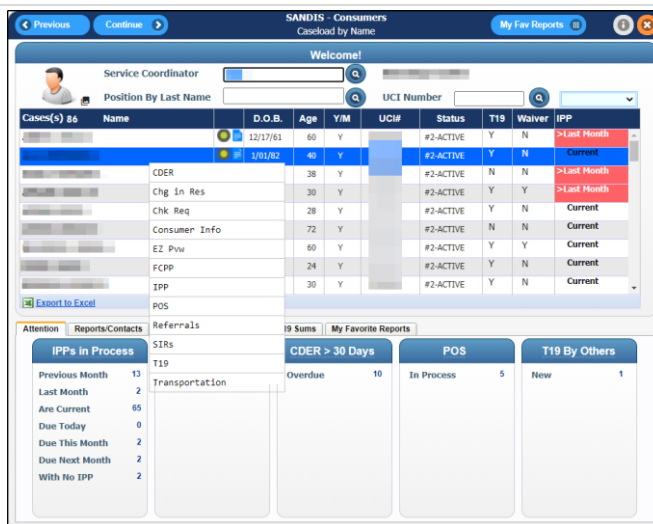 Previous Continue SANDIS - Consumers My Fav Reports
Caseload by Name
Welcome!
Service Coordinator
Position By Last Name UCI Number
Cases(s) 86 Name D.O.B. Age Y/M UCI# Status T19 Waiver IPP
12/17/61 60 Y #2-ACTIVE Y N >Last Month
1/01/82 40 Y #2-ACTIVE Y N Current
38 Y #2-ACTIVE N N >Last Month
30 Y #2-ACTIVE Y Y >Last Month
28 Y #2-ACTIVE Y N Current
72 Y #2-ACTIVE N N Current
60 Y #2-ACTIVE Y Y Current
24 Y #2-ACTIVE Y N Current
30 Y #2-ACTIVE Y N Current
CDER
Chg in Res
Chk Req
Consumer Info
EZ Pvw
FCPP
IPP
POS
Referrals
SIRs
T19
Transportation
Export to Excel
Attention Reports/Contacts 19 Sums My Favorite Reports
IPPs in Process
Previous Month 13
Last Month 2
Are Current 65
Due Today 0
Due This Month 2
Due Next Month 2
With No IPP 2
CDER > 30 Days
Overdue 10
POS
In Process 5
T19 By Others
New 1